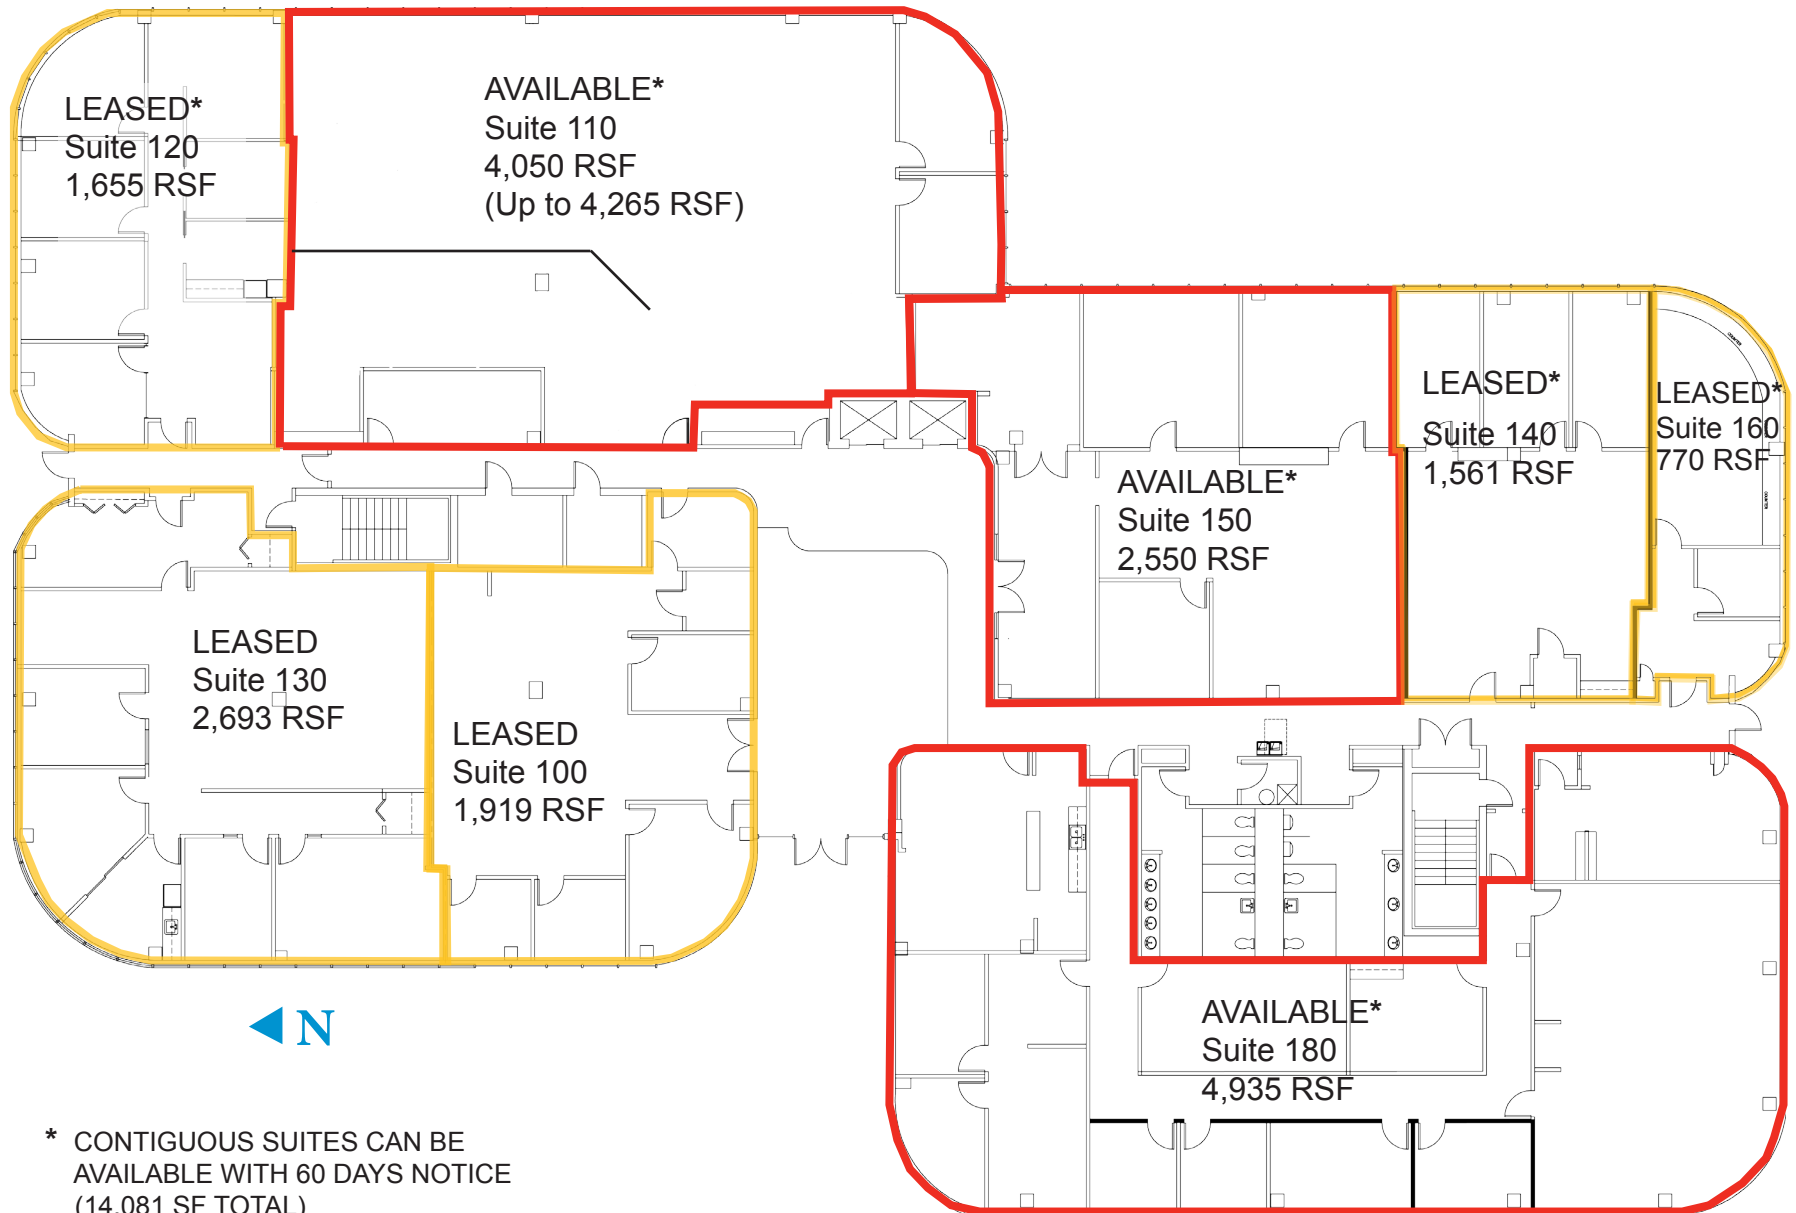 LEASED*
Suite 120
1,655 RSF
AVAILABLE*
Suite 110
4,050 RSF
(Up to 4,265 RSF)
LEASED*
Suite 140
1,561 RSF
LEASED*
Suite 160
770 RSF
AVAILABLE*
Suite 150
2,550 RSF
LEASED
Suite 130
2,693 RSF
LEASED
Suite 100
1,919 RSF
AVAILABLE*
Suite 180
4,935 RSF
N
* CONTIGUOUS SUITES CAN BE
AVAILABLE WITH 60 DAYS NOTICE
(14,081 SF TOTAL)